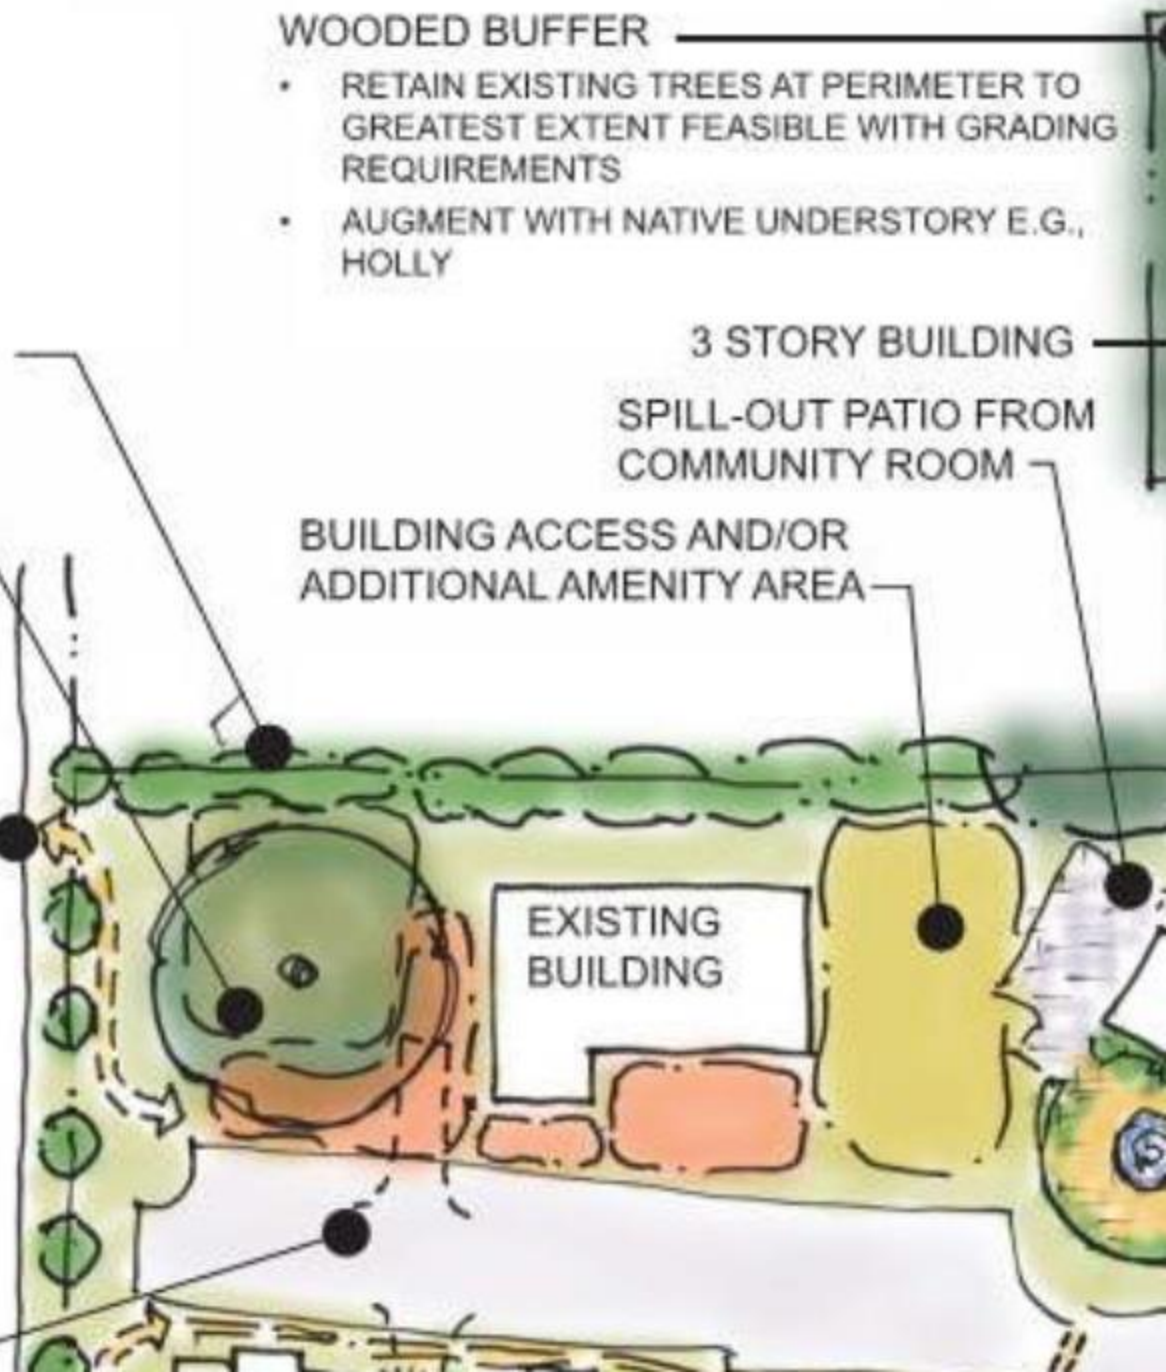 WOODED BUFFER
• RETAIN EXISTING TREES AT PERIMETER TO
GREATEST EXTENT FEASIBLE WITH GRADING
REQUIREMENTS
• AUGMENT WITH NATIVE UNDERSTORY E.G.,
HOLLY
3 STORY BUILDING
SPILL-OUT PATIO FROM
COMMUNITY ROOM
BUILDING ACCESS AND/OR
ADDITIONAL AMENITY AREA
EXISTING
BUILDING